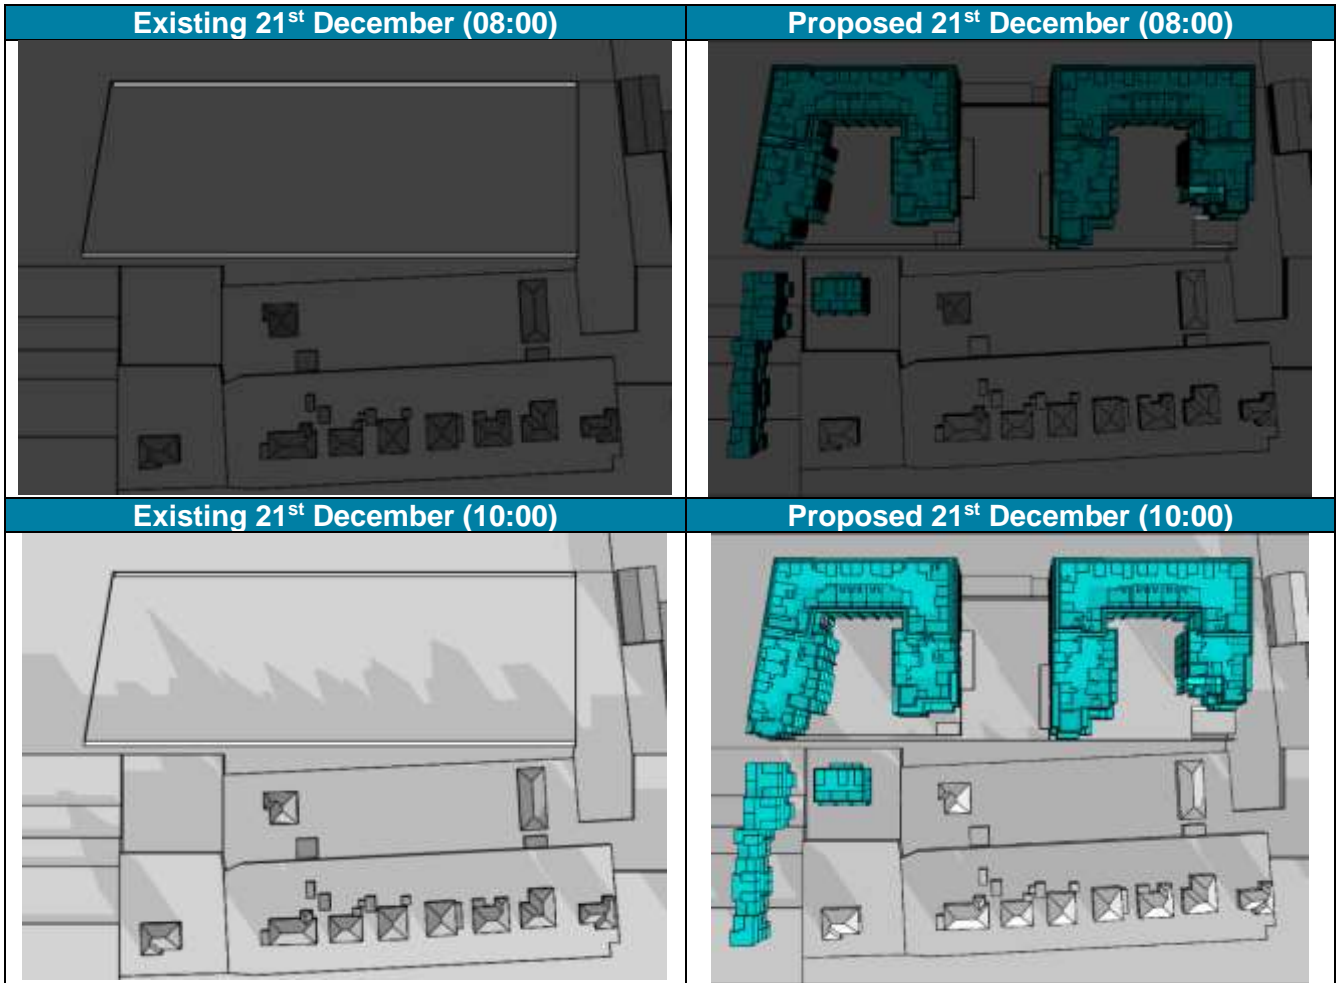 Existing 21st December (08:00)
Proposed 21st December (08:00)
Existing 21st December (10:00)
Proposed 21st December (10:00)